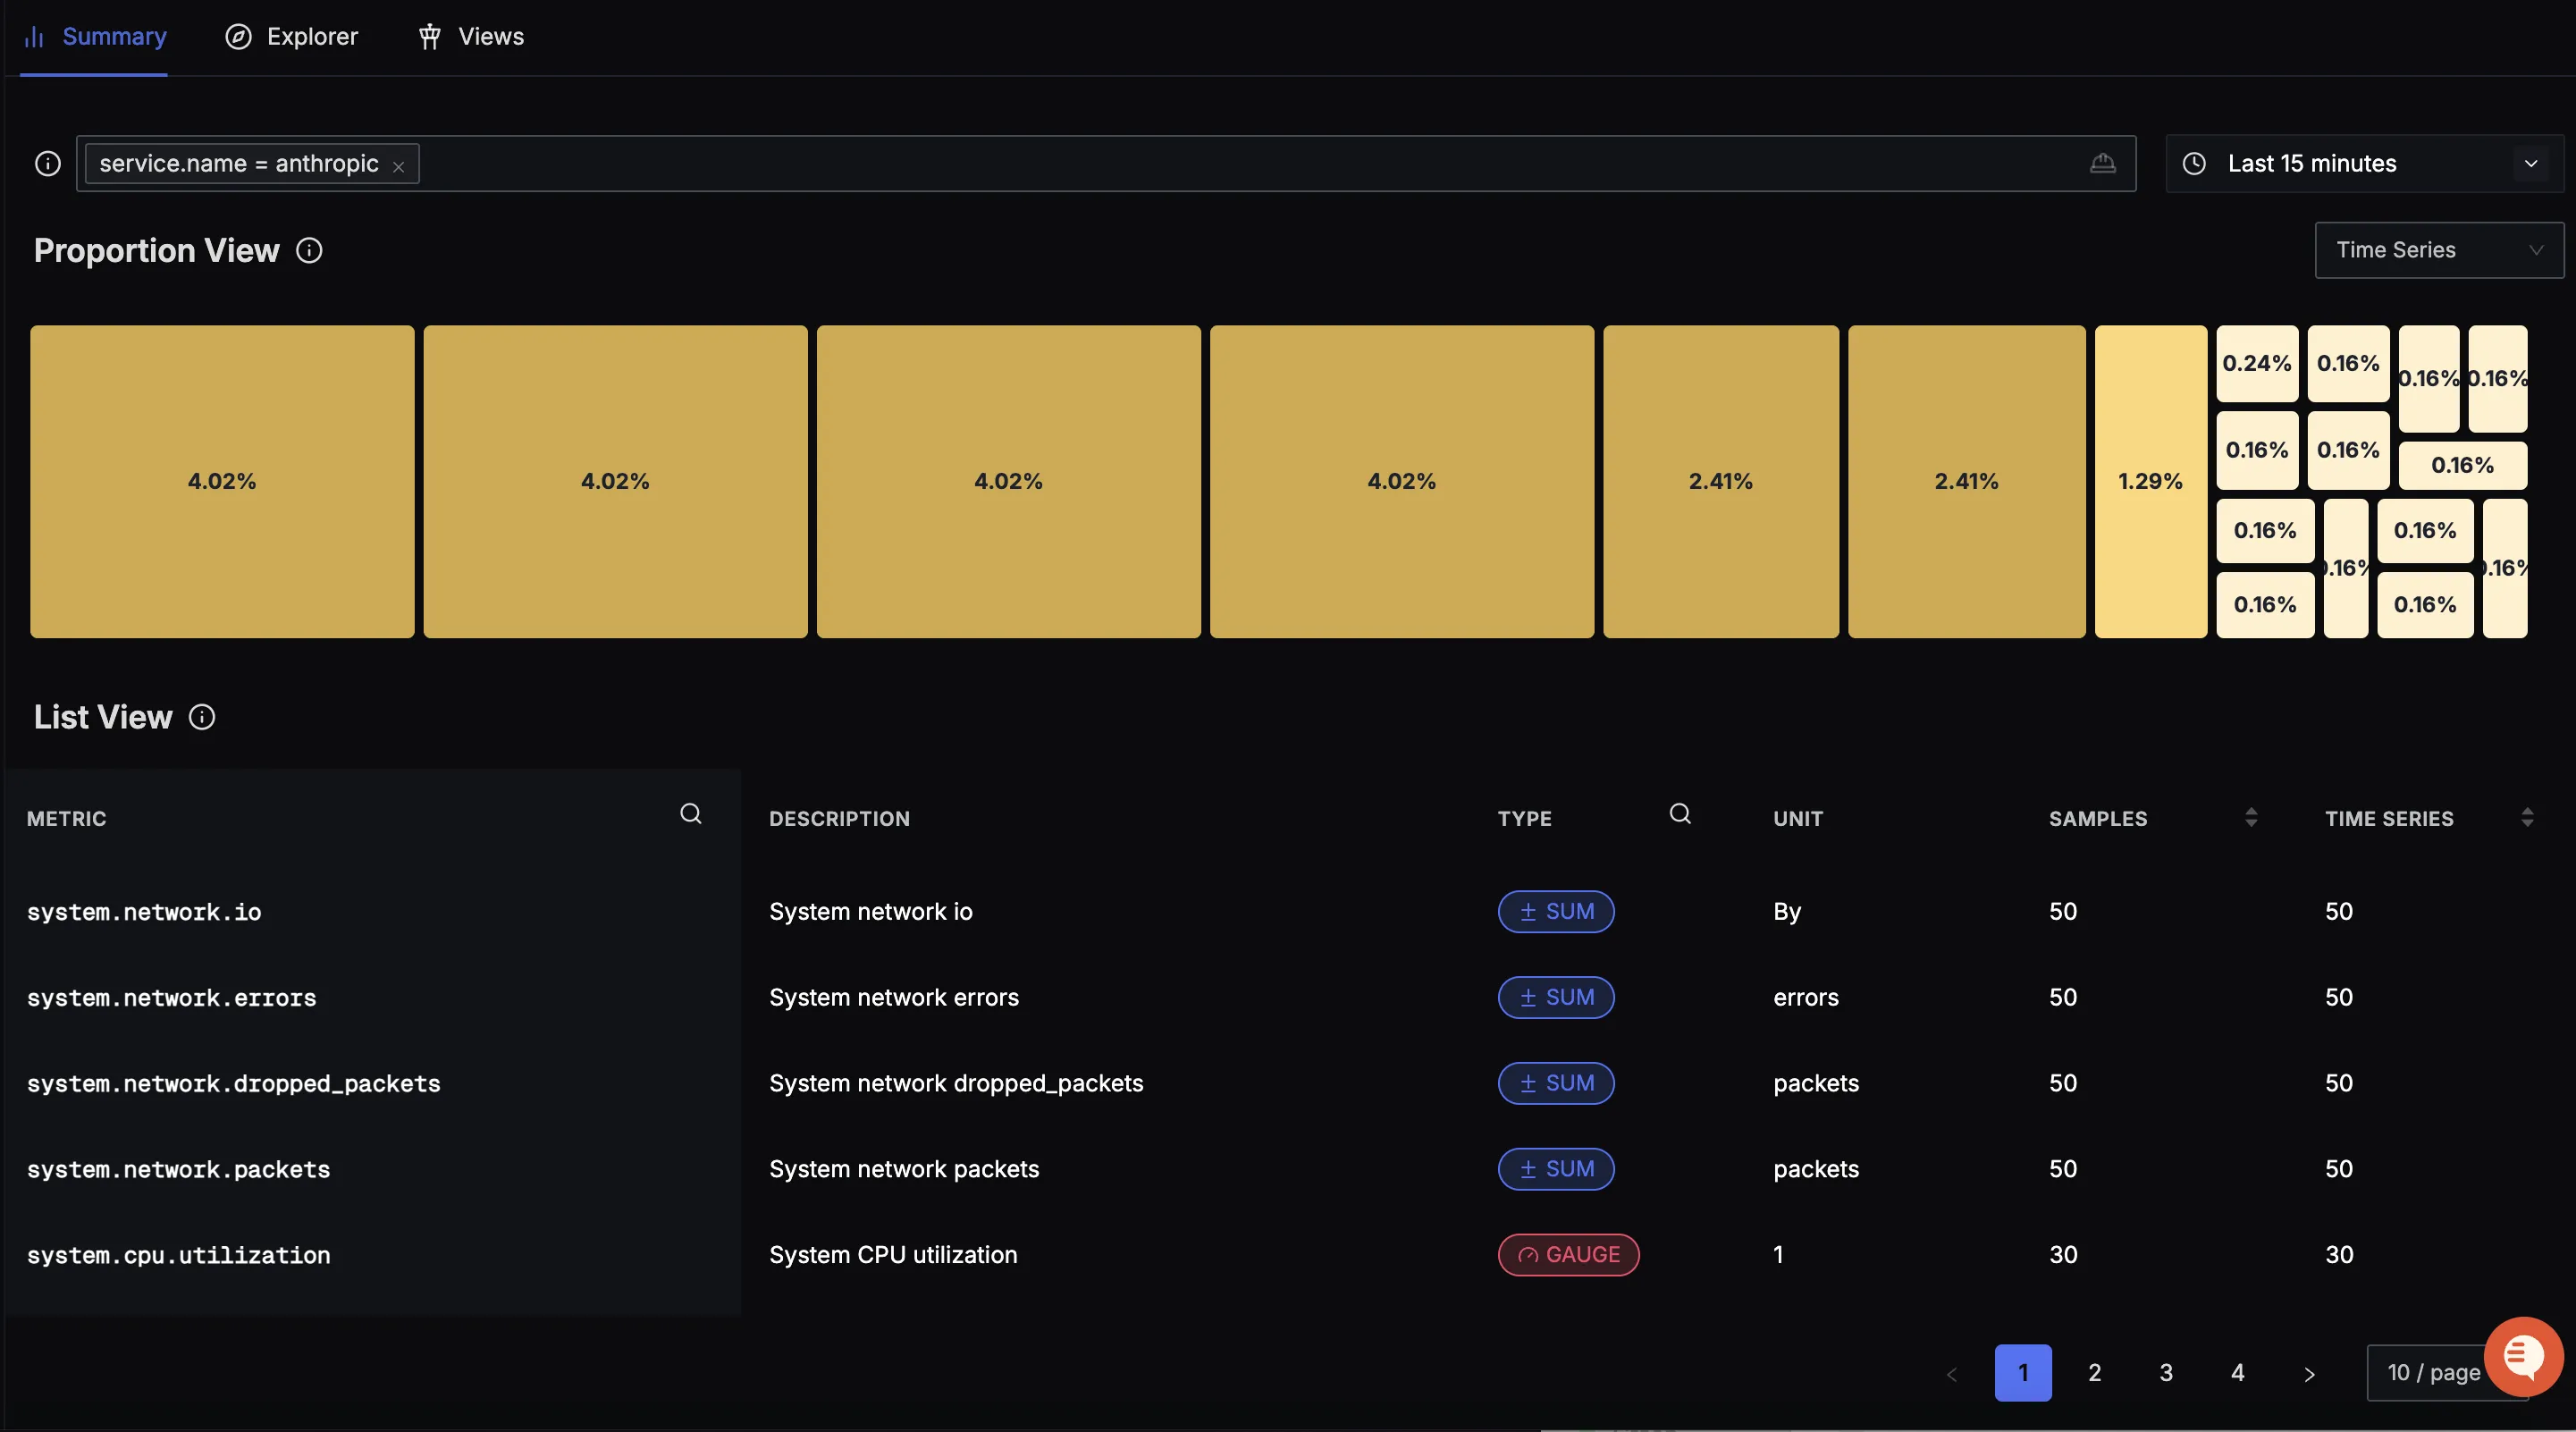 Summary Explorer Views
service.name = anthropic
Last 15 minutes
Proportion View
Time Series
4.02% 4.02% 4.02% 4.02% 2.41% 2.41% 1.29%
0.24% 0.16% 0.16% 0.16%
0.16% 0.16% 0.16%
0.16% 0.16% 0.16% 0.16%
0.16% 0.16%
List View
METRIC DESCRIPTION TYPE UNIT SAMPLES TIME SERIES
system.network.io System network io SUM By 50 50
system.network.errors System network errors SUM errors 50 50
system.network.dropped_packets System network dropped_packets SUM packets 50 50
system.network.packets System network packets SUM packets 50 50
system.cpu.utilization System CPU utilization GAUGE 1 30 30
1 2 3 4 10 / page